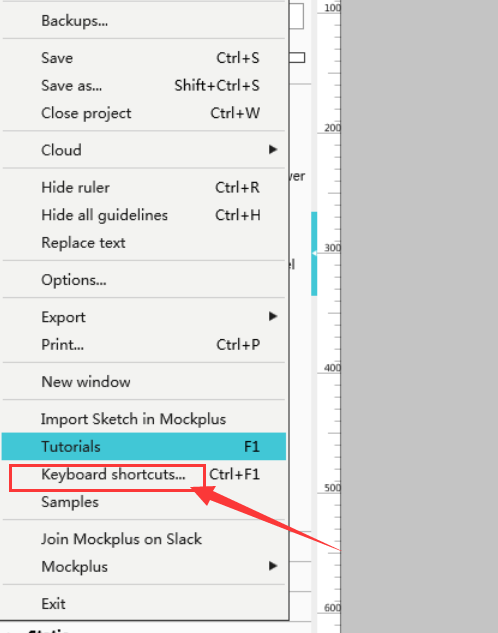 Backups...
Save Ctrl+S
Save as... Shift+Ctrl+S
Close project Ctrl+W
Cloud
Hide ruler Ctrl+R
Hide all guidelines Ctrl+H
Replace text
Options...
Export
Print... Ctrl+P
New window
Import Sketch in Mockplus
Tutorials F1
Keyboard shortcuts... Ctrl+F1
Samples
Join Mockplus on Slack
Mockplus
Exit
100
200
300
400
500
600